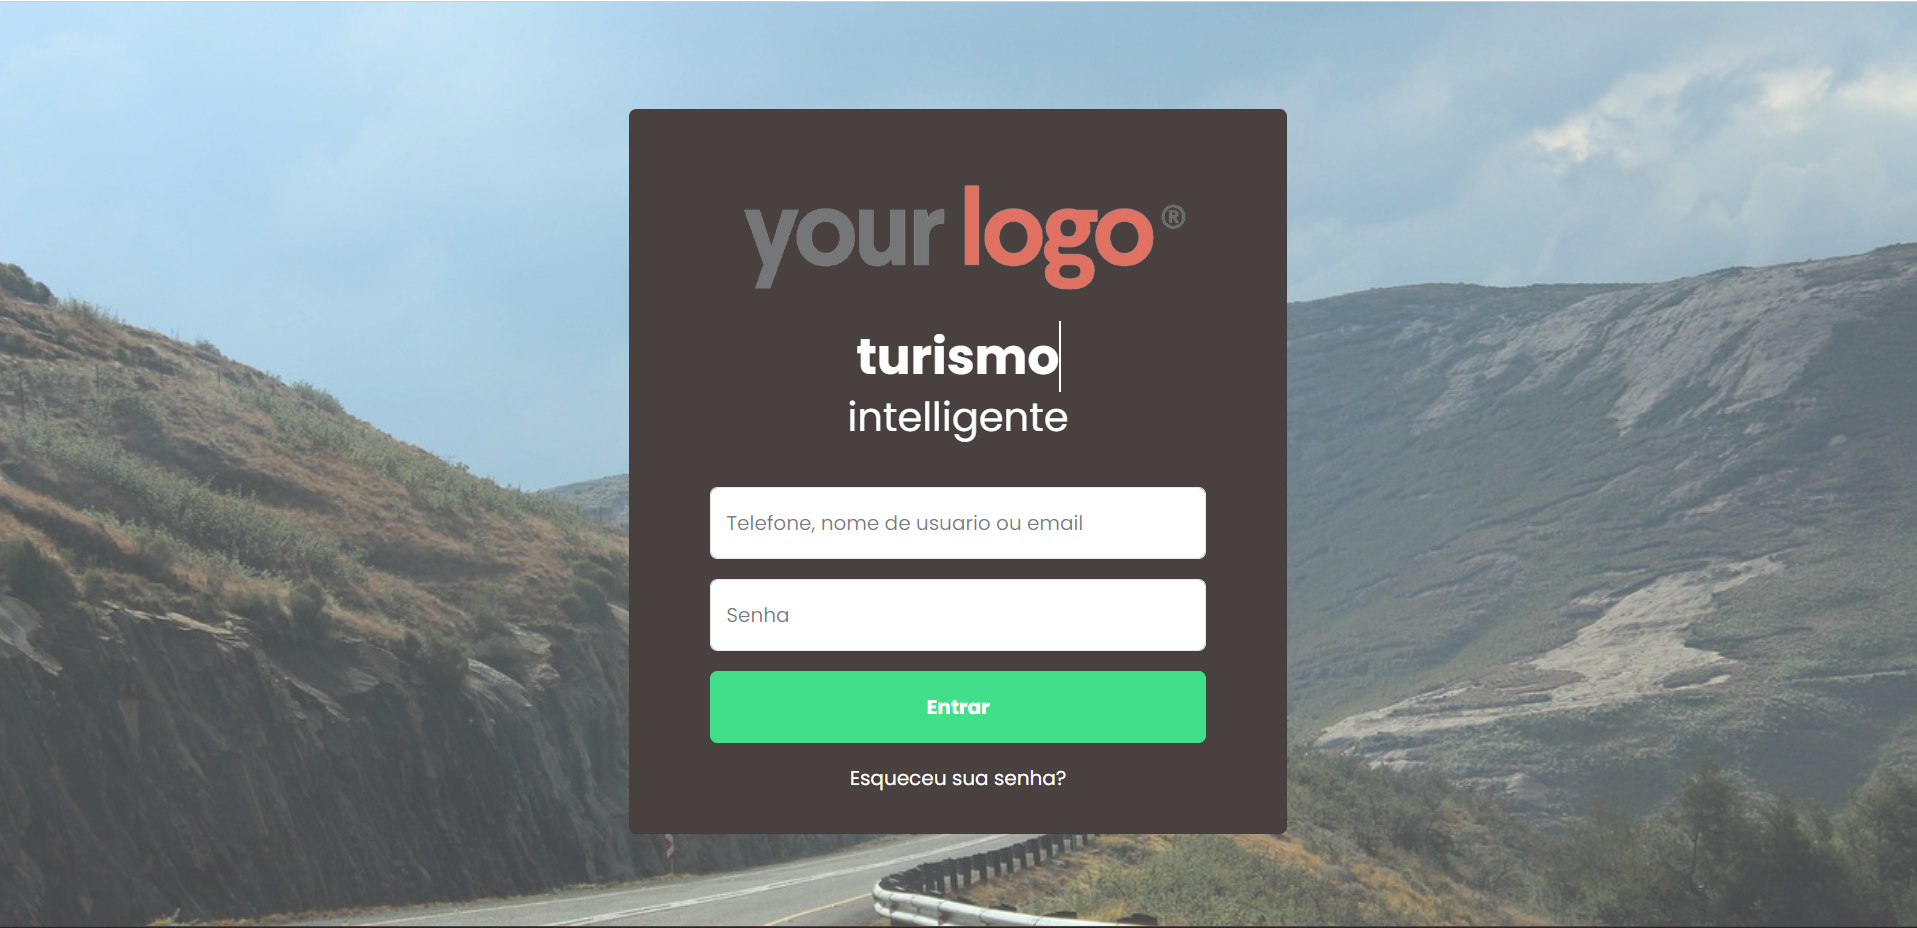 your logo®
turismo
intelligente
Telefone, nome de usuario ou email
Senha
Entrar
Esqueceu sua senha?